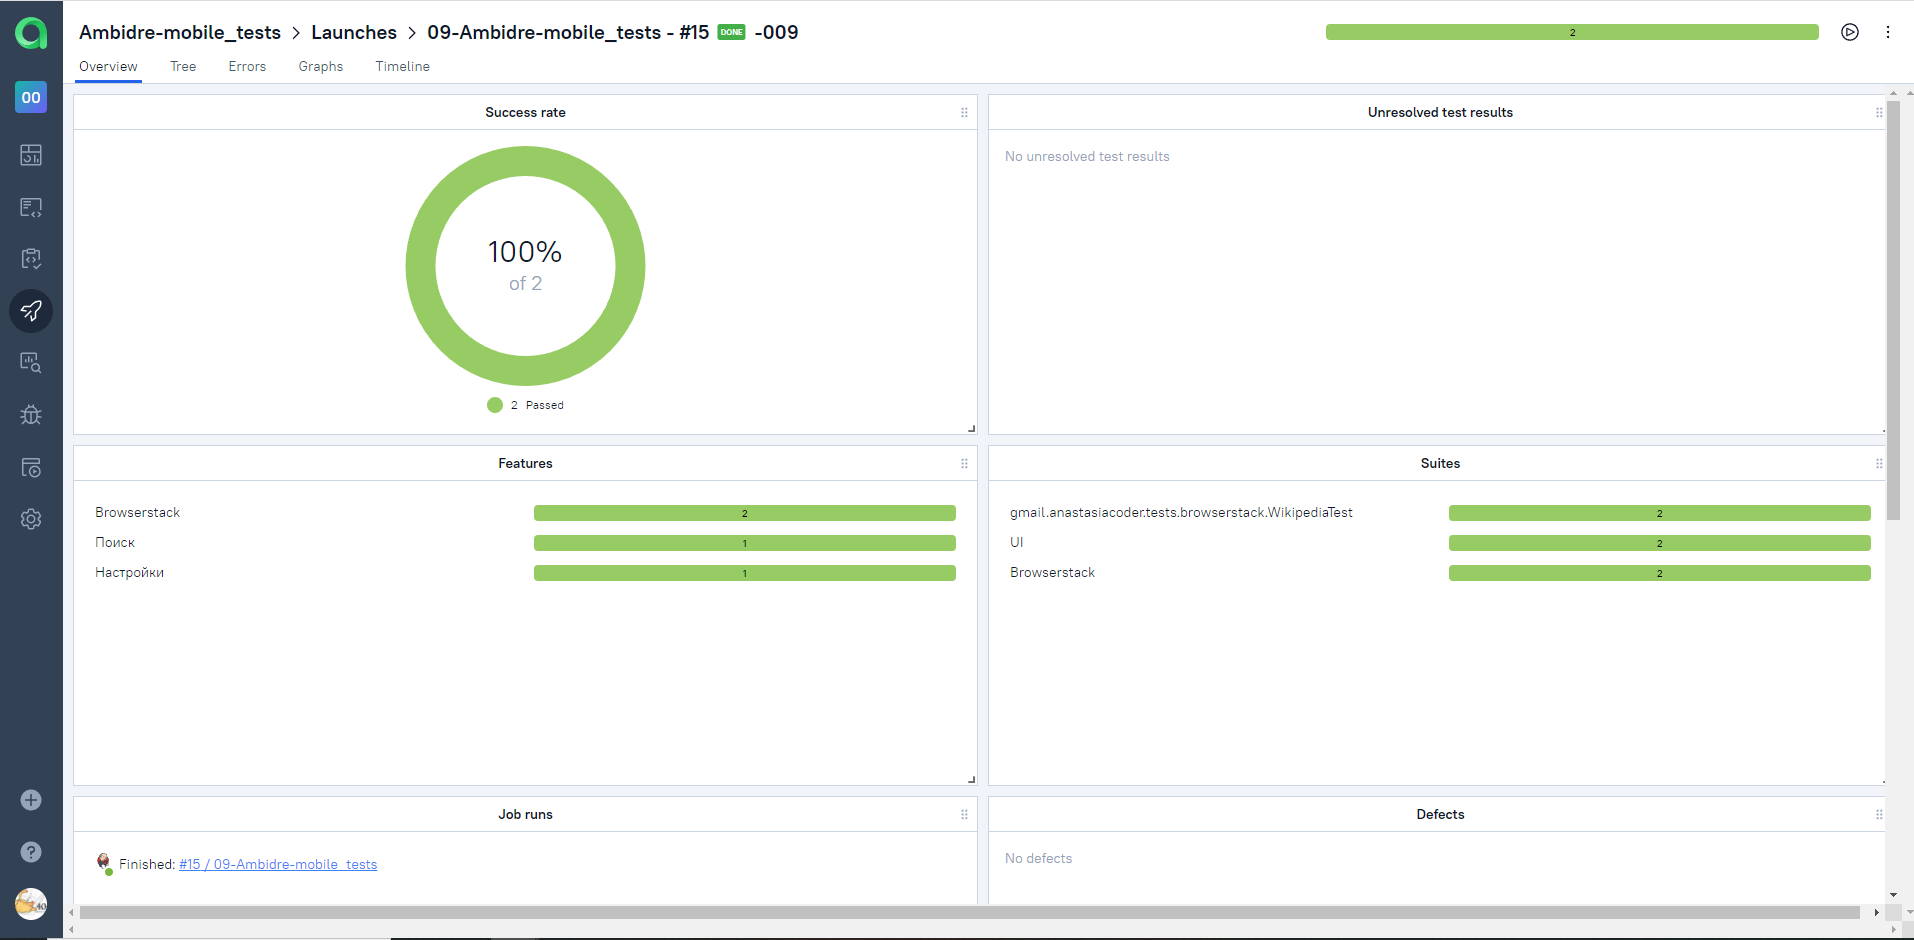 Ambidre-mobile_tests > Launches > 09-Ambidre-mobile_tests - #15 DONE -009
2
Overview Tree Errors Graphs Timeline
00
Success rate
100%
of 2
2 Passed
Unresolved test results
No unresolved test results
Features
Browserstack 2
Поиск 1
Настройки 1
Suites
gmail.anastasiacoder.tests.browserstack.WikipediaTest 2
UI 2
Browserstack 2
Job runs
Finished: #15 / 09-Ambidre-mobile_tests
Defects
No defects